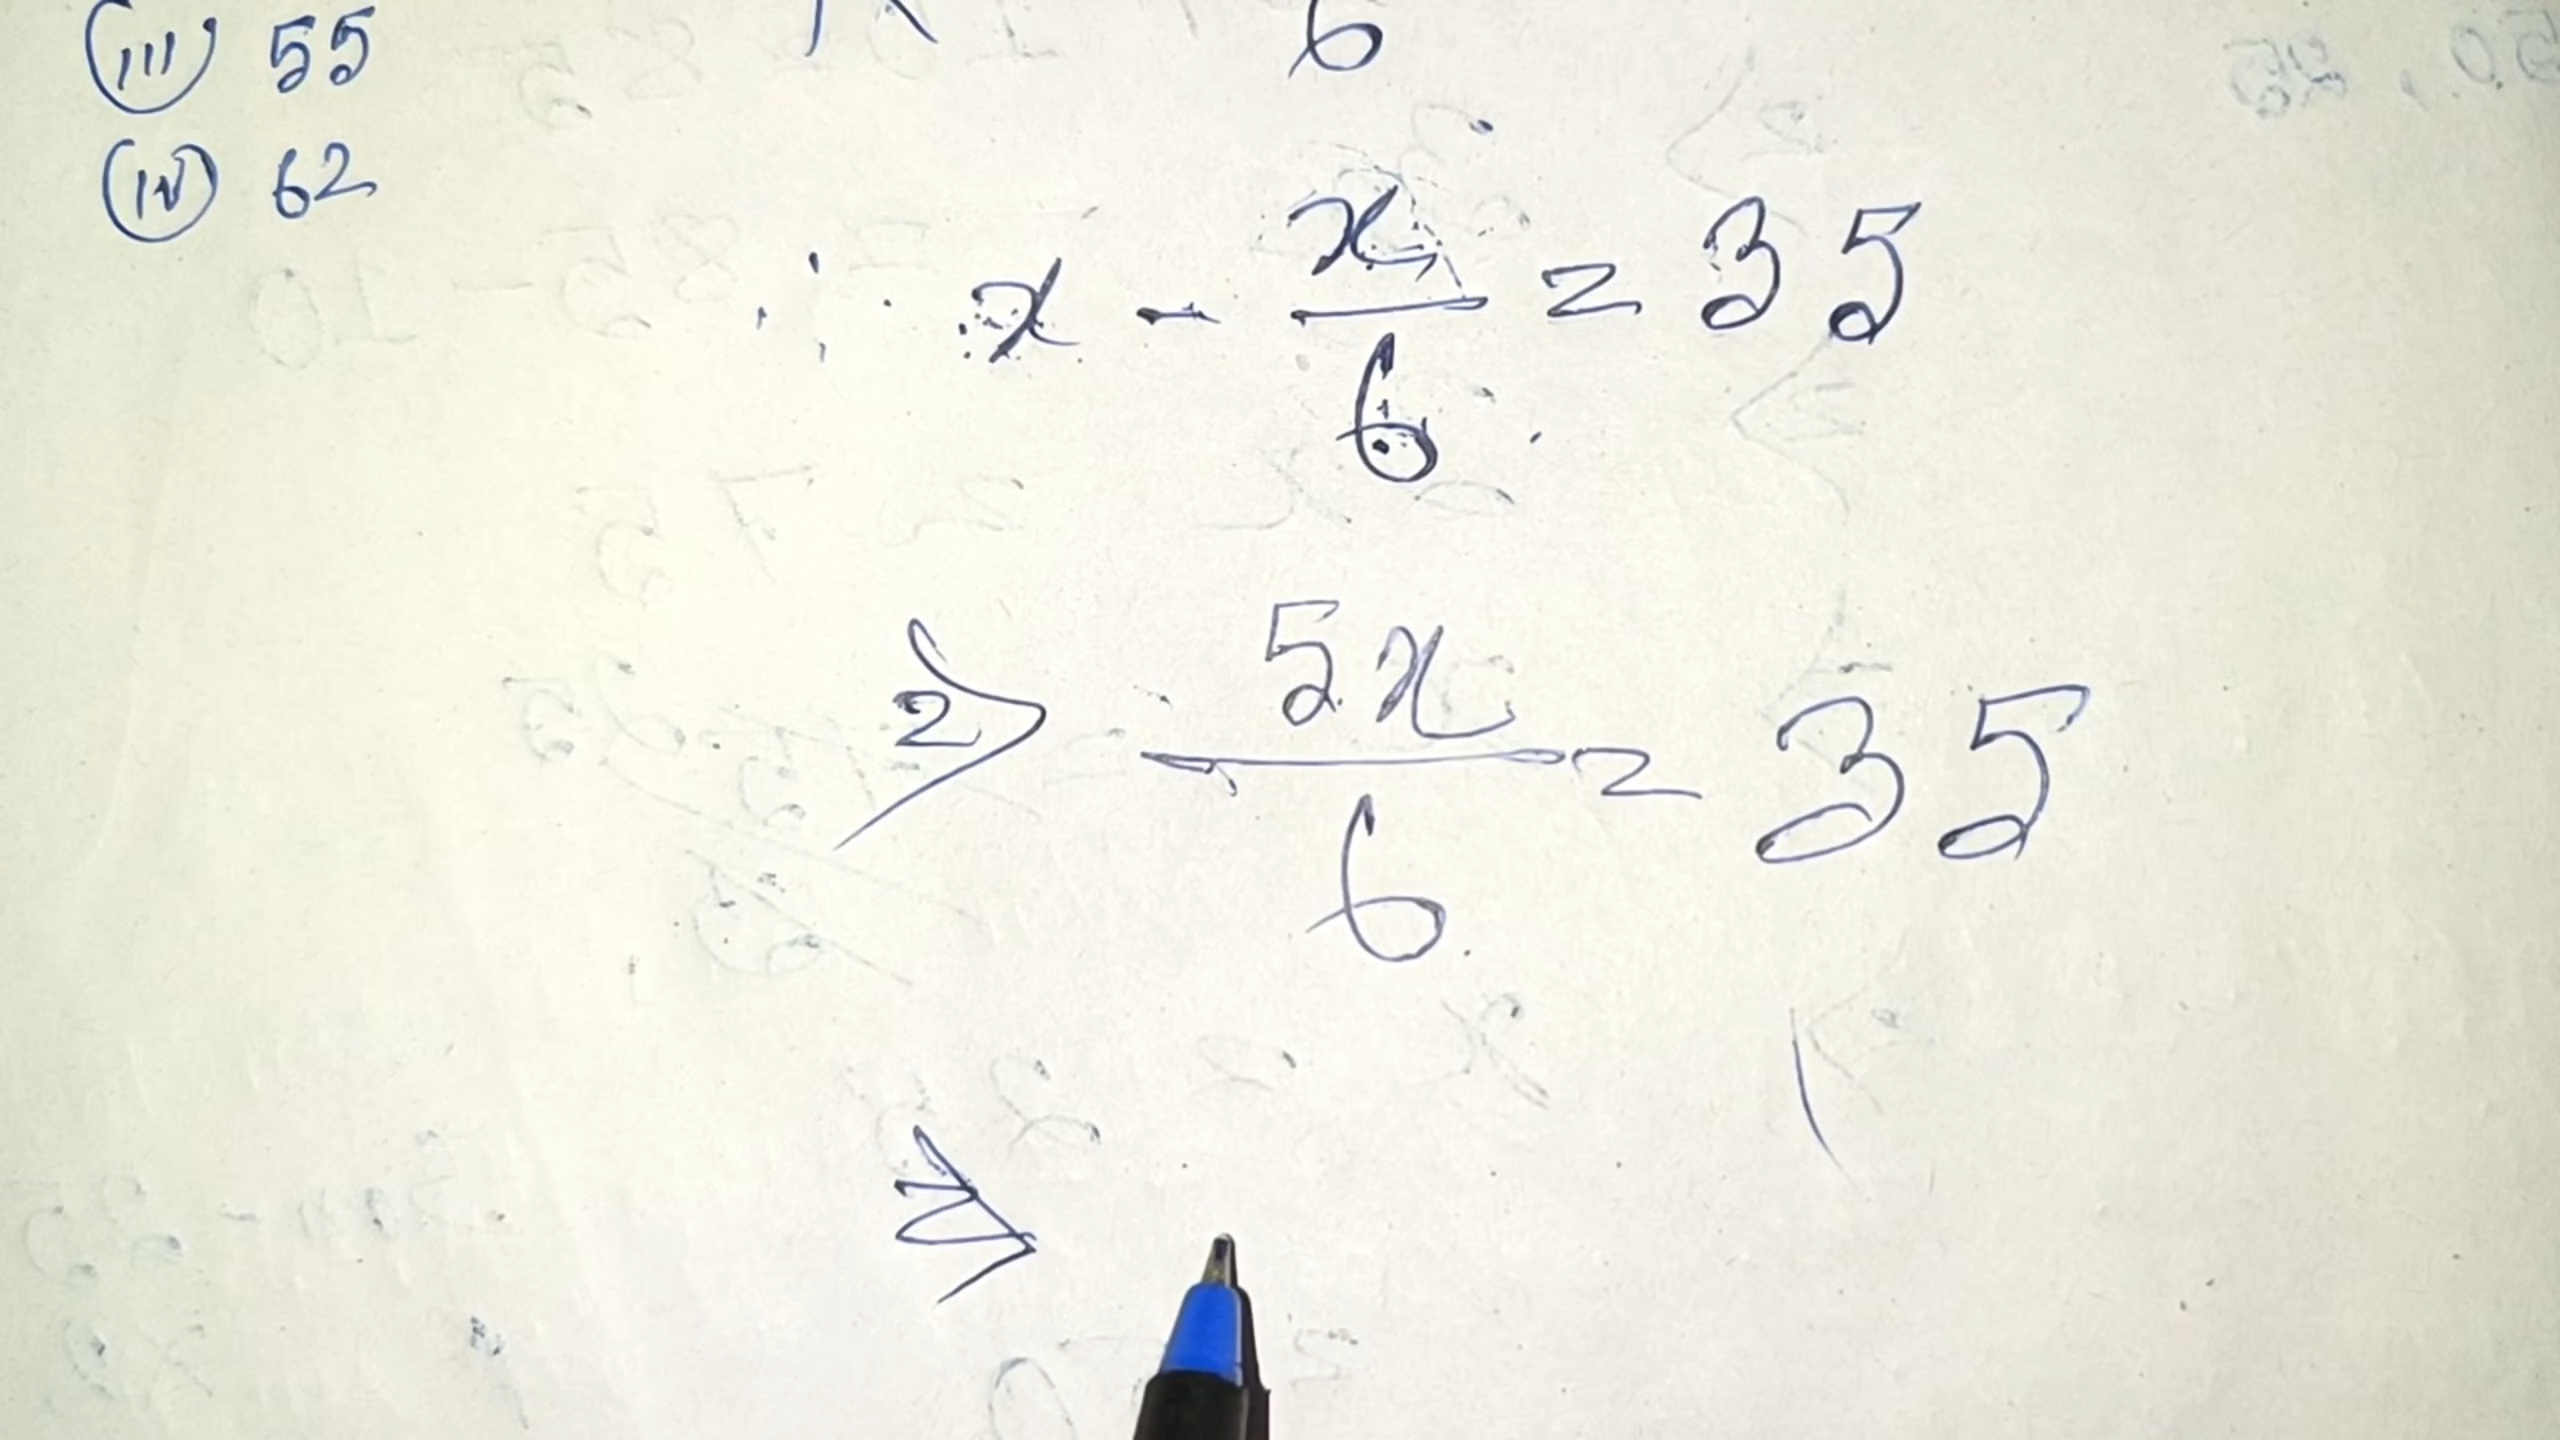 (iii) 55
6
(iv) 62
∴ x - x/6 = 35
⇒ 5x/6 = 35
⇒